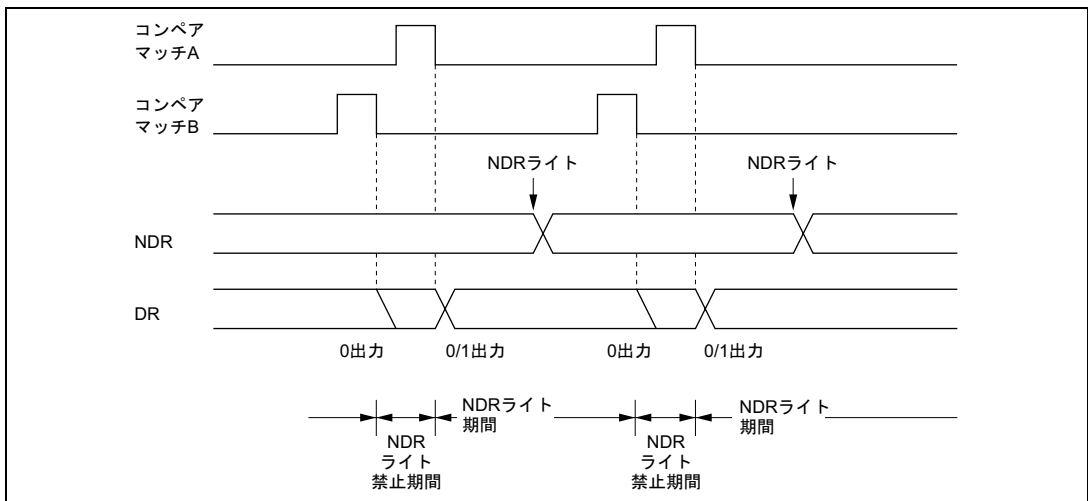 コンペア
マッチA
コンペア
マッチB
NDRライト
NDRライト
NDR
DR
0出力
0/1出力
0出力
0/1出力
NDRライト
期間
NDRライト
期間
NDR
ライト
禁止期間
NDR
ライト
禁止期間